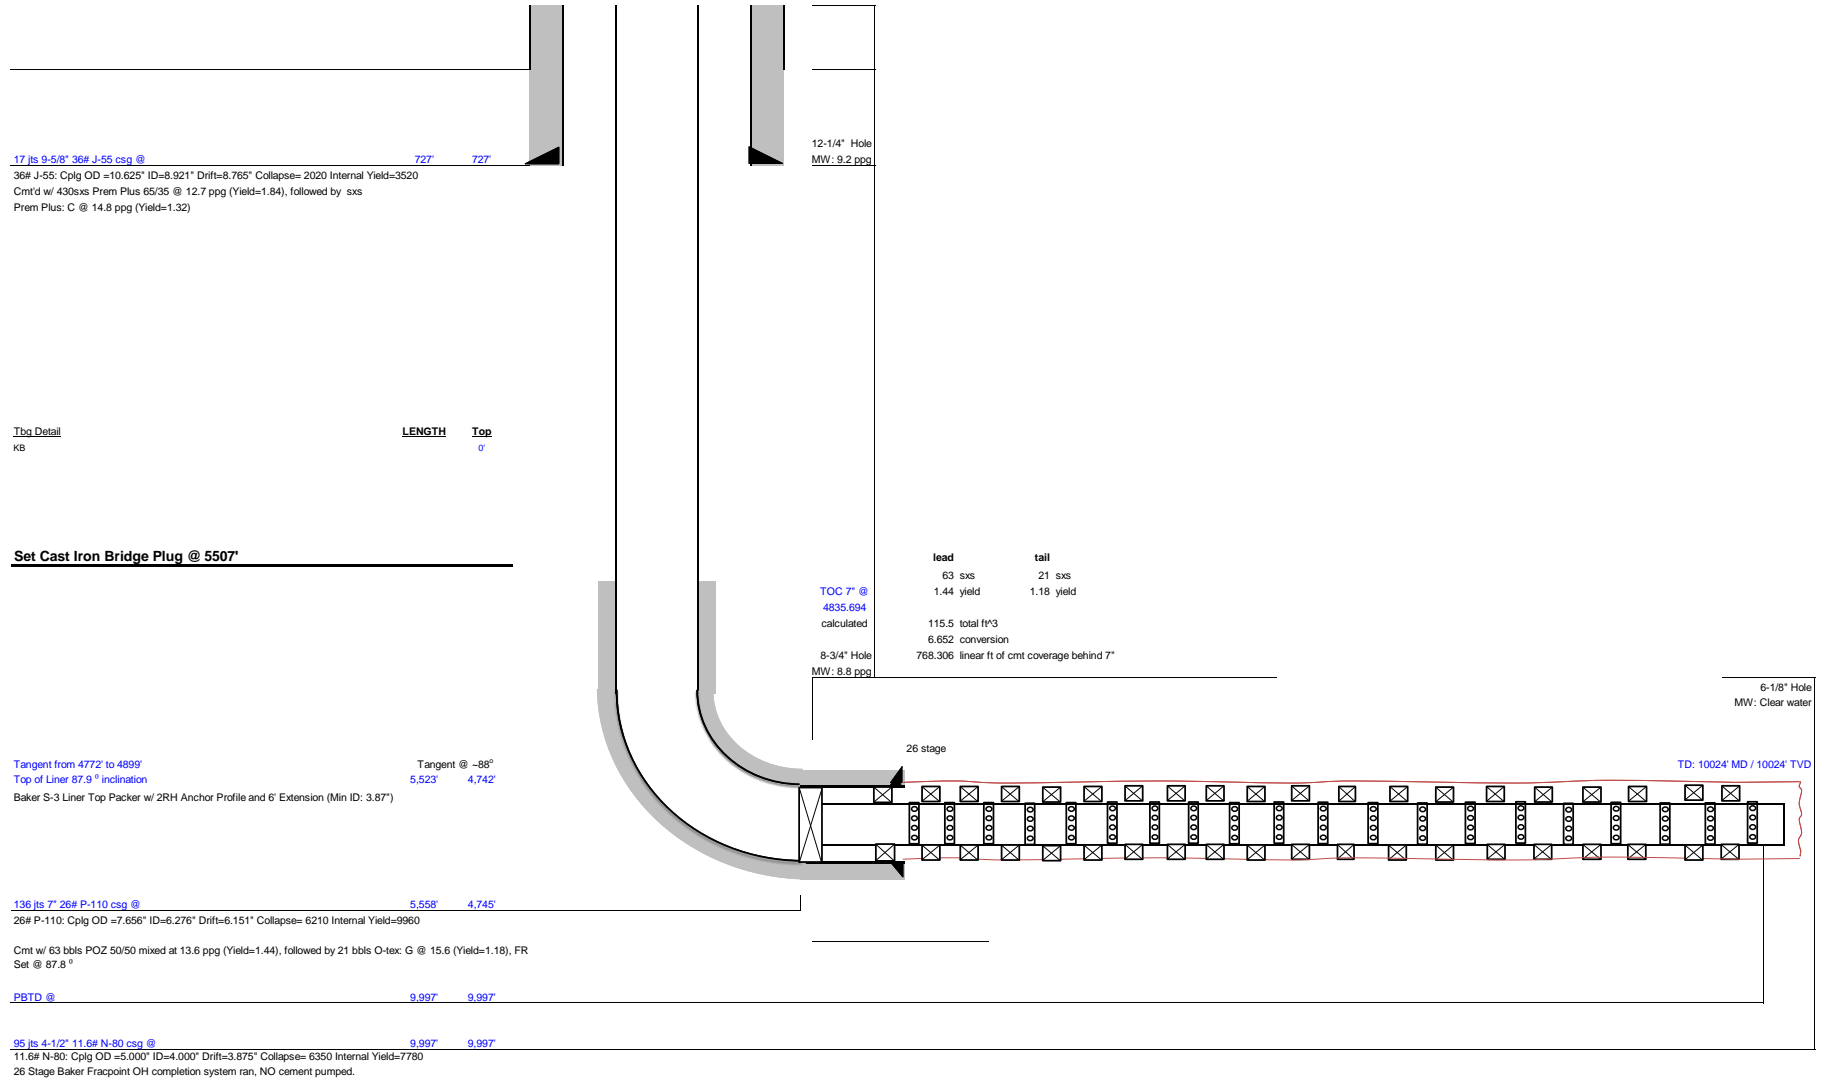 12-1/4" Hole
17 jts 9-5/8" 36# J-55 csg @ 727' 727' MW: 9.2 ppg
36# J-55: Cplg OD =10.625" ID=8.921" Drift=8.765" Collapse= 2020 Internal Yield=3520
Cmt'd w/ 430sxs Prem Plus 65/35 @ 12.7 ppg (Yield=1.84), followed by sxs
Prem Plus: C @ 14.8 ppg (Yield=1.32)
Tbg Detail LENGTH Top
KB 0'
Set Cast Iron Bridge Plug @ 5507'
lead tail
63 sxs 21 sxs
TOC 7" @ 1.44 yield 1.18 yield
4835.694
calculated 115.5 total ft^3
6.652 conversion
8-3/4" Hole 768.306 linear ft of cmt coverage behind 7"
MW: 8.8 ppg
6-1/8" Hole
MW: Clear water
26 stage
Tangent from 4772' to 4899' Tangent @ ~88⁰ TD: 10024' MD / 10024' TVD
Top of Liner 87.9 ⁰ inclination 5,523' 4,742'
Baker S-3 Liner Top Packer w/ 2RH Anchor Profile and 6' Extension (Min ID: 3.87")
136 jts 7" 26# P-110 csg @ 5,558' 4,745'
26# P-110: Cplg OD =7.656" ID=6.276" Drift=6.151" Collapse= 6210 Internal Yield=9960
Cmt w/ 63 bbls POZ 50/50 mixed at 13.6 ppg (Yield=1.44), followed by 21 bbls O-tex: G @ 15.6 (Yield=1.18), FR
Set @ 87.8 ⁰
PBTD @ 9,997' 9,997'
95 jts 4-1/2" 11.6# N-80 csg @ 9,997' 9,997'
11.6# N-80: Cplg OD =5.000" ID=4.000" Drift=3.875" Collapse= 6350 Internal Yield=7780
26 Stage Baker Fracpoint OH completion system ran, NO cement pumped.